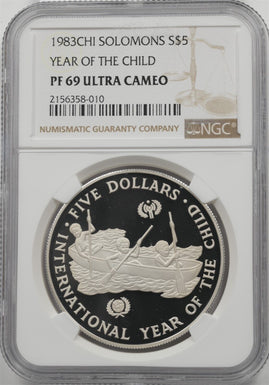 1983CHI SOLOMONS S$5
YEAR OF THE CHILD
PF 69 ULTRA CAMEO
2156358-010
NUMISMATIC GUARANTY COMPANY
NGC
· FIVE DOLLARS ·
INTERNATIONAL YEAR OF THE CHILD